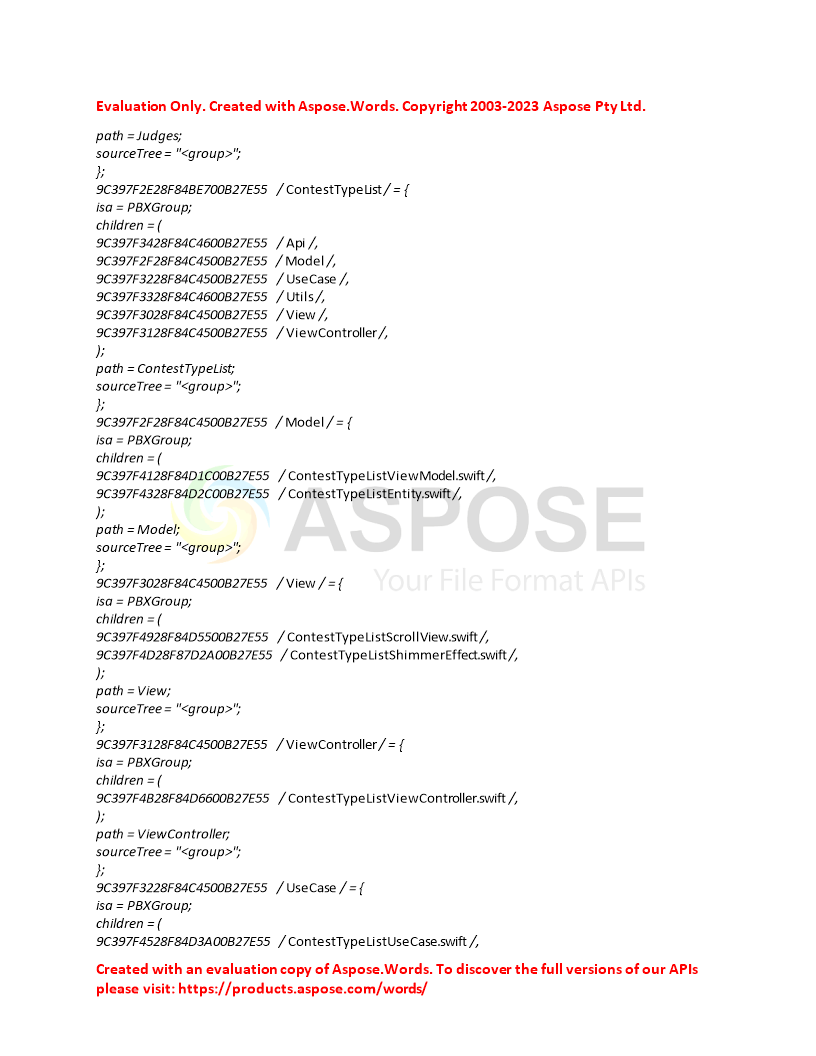 Evaluation Only. Created with Aspose.Words. Copyright 2003-2023 Aspose Pty Ltd.
path = Judges;
sourceTree = "<group>";
};
9C397F2E28F84BE700B27E55 / ContestTypeList / = {
isa = PBXGroup;
children = (
9C397F3428F84C4600B27E55 / Api /,
9C397F2F28F84C4500B27E55 / Model /,
9C397F3228F84C4500B27E55 / UseCase /,
9C397F3328F84C4600B27E55 / Utils /,
9C397F3028F84C4500B27E55 / View /,
9C397F3128F84C4500B27E55 / ViewController /,
);
path = ContestTypeList;
sourceTree = "<group>";
};
9C397F2F28F84C4500B27E55 / Model / = {
isa = PBXGroup;
children = (
9C397F4128F84D1C00B27E55 / ContestTypeListViewModel.swift /,
9C397F4328F84D2C00B27E55 / ContestTypeListEntity.swift /,
);
ASPOSE
path = Model;
sourceTree = "<group>";
};
Your File Format APIs
9C397F3028F84C4500B27E55 / View / = {
isa = PBXGroup;
children = (
9C397F4928F84D5500B27E55 / ContestTypeListScrollView.swift /,
9C397F4D28F87D2A00B27E55 / ContestTypeListShimmerEffect.swift /,
);
path = View;
sourceTree = "<group>";
};
9C397F3128F84C4500B27E55 / ViewController / = {
isa = PBXGroup;
children = (
9C397F4B28F84D6600B27E55 / ContestTypeListViewController.swift /,
);
path = ViewController;
sourceTree = "<group>";
};
9C397F3228F84C4500B27E55 / UseCase / = {
isa = PBXGroup;
children = (
9C397F4528F84D3A00B27E55 / ContestTypeListUseCase.swift /,
Created with an evaluation copy of Aspose.Words. To discover the full versions of our APIs
please visit: https://products.aspose.com/words/